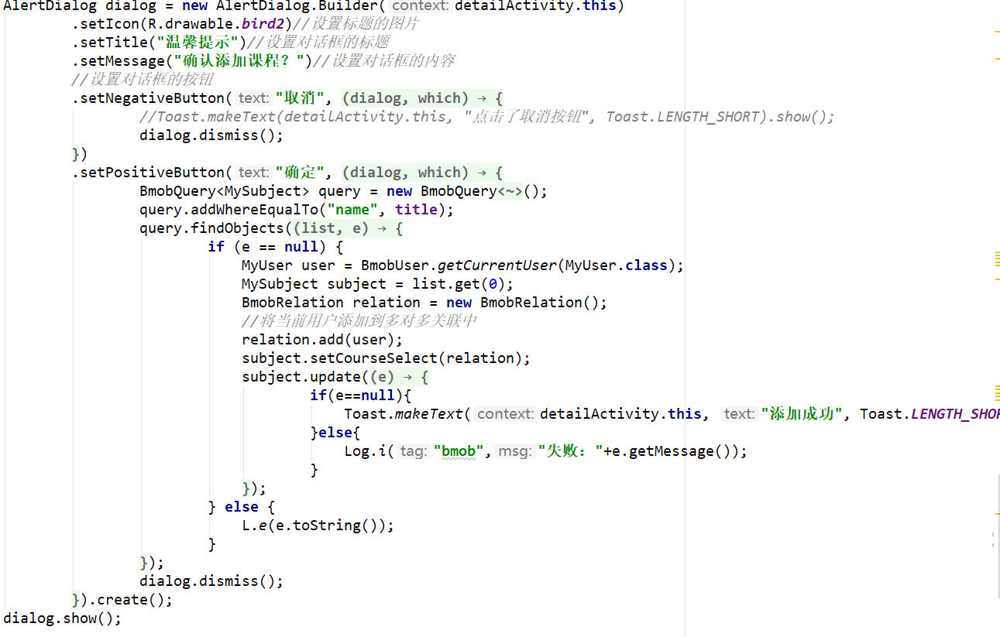 AlertDialog dialog = new AlertDialog.Builder( context: detailActivity.this)
.setIcon(R.drawable.bird2)//设置标题的图片
.setTitle("温馨提示")//设置对话框的标题
.setMessage("确认添加课程？")//设置对话框的内容
//设置对话框的按钮
.setNegativeButton( text: "取消", (dialog, which) → {
//Toast.makeText(detailActivity.this, "点击了取消按钮", Toast.LENGTH_SHORT).show();
dialog.dismiss();
})
.setPositiveButton( text: "确定", (dialog, which) → {
BmobQuery<MySubject> query = new BmobQuery<~>();
query.addWhereEqualTo("name", title);
query.findObjects((list, e) → {
if (e == null) {
MyUser user = BmobUser.getCurrentUser(MyUser.class);
MySubject subject = list.get(0);
BmobRelation relation = new BmobRelation();
//将当前用户添加到多对多关联中
relation.add(user);
subject.setCourseSelect(relation);
subject.update((e) → {
if(e==null){
Toast.makeText( context: detailActivity.this, text: "添加成功", Toast.LENGTH_SHO
}else{
Log.i( tag: "bmob", msg: "失败："+e.getMessage());
}
});
} else {
L.e(e.toString());
}
});
dialog.dismiss();
}).create();
dialog.show();